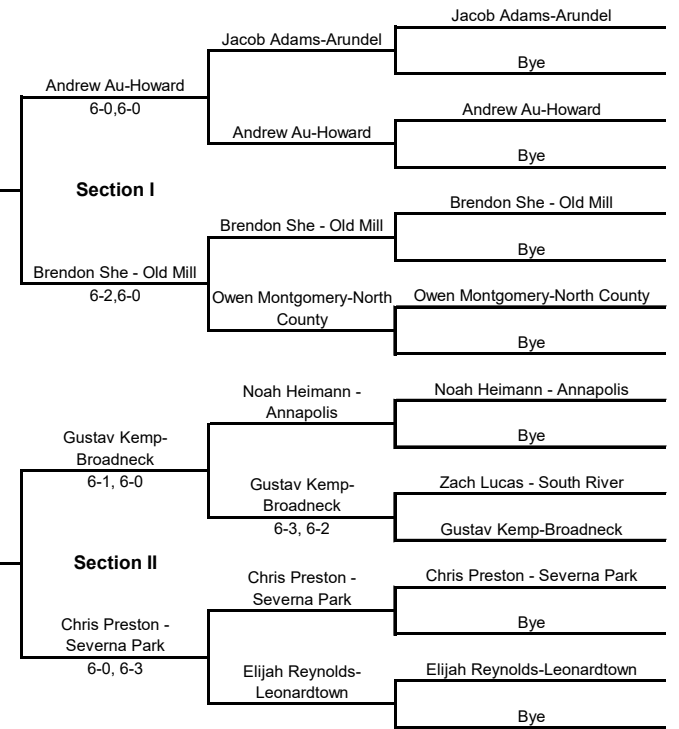 Jacob Adams-Arundel
Jacob Adams-Arundel
Bye
Andrew Au-Howard
6-0,6-0
Andrew Au-Howard
Andrew Au-Howard
Bye
Section I
Brendon She - Old Mill
Brendon She - Old Mill
Bye
Brendon She - Old Mill
6-2,6-0
Owen Montgomery-North
County
Owen Montgomery-North County
Bye
Noah Heimann -
Annapolis
Noah Heimann - Annapolis
Bye
Gustav Kemp-
Broadneck
6-1, 6-0
Gustav Kemp-
Broadneck
6-3, 6-2
Zach Lucas - South River
Gustav Kemp-Broadneck
Section II
Chris Preston -
Severna Park
Chris Preston - Severna Park
Bye
Chris Preston -
Severna Park
6-0, 6-3
Elijah Reynolds-
Leonardtown
Elijah Reynolds-Leonardtown
Bye